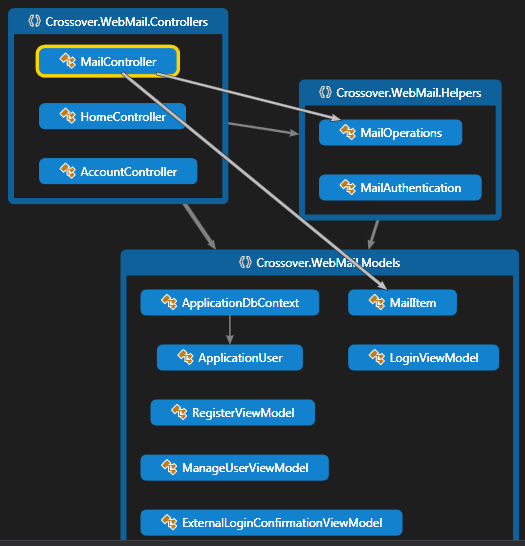 Crossover.WebMail.Controllers
MailController
HomeController
AccountController
Crossover.WebMail.Helpers
MailOperations
MailAuthentication
Crossover.WebMail.Models
ApplicationDbContext
MailItem
ApplicationUser
LoginViewModel
RegisterViewModel
ManageUserViewModel
ExternalLoginConfirmationViewModel